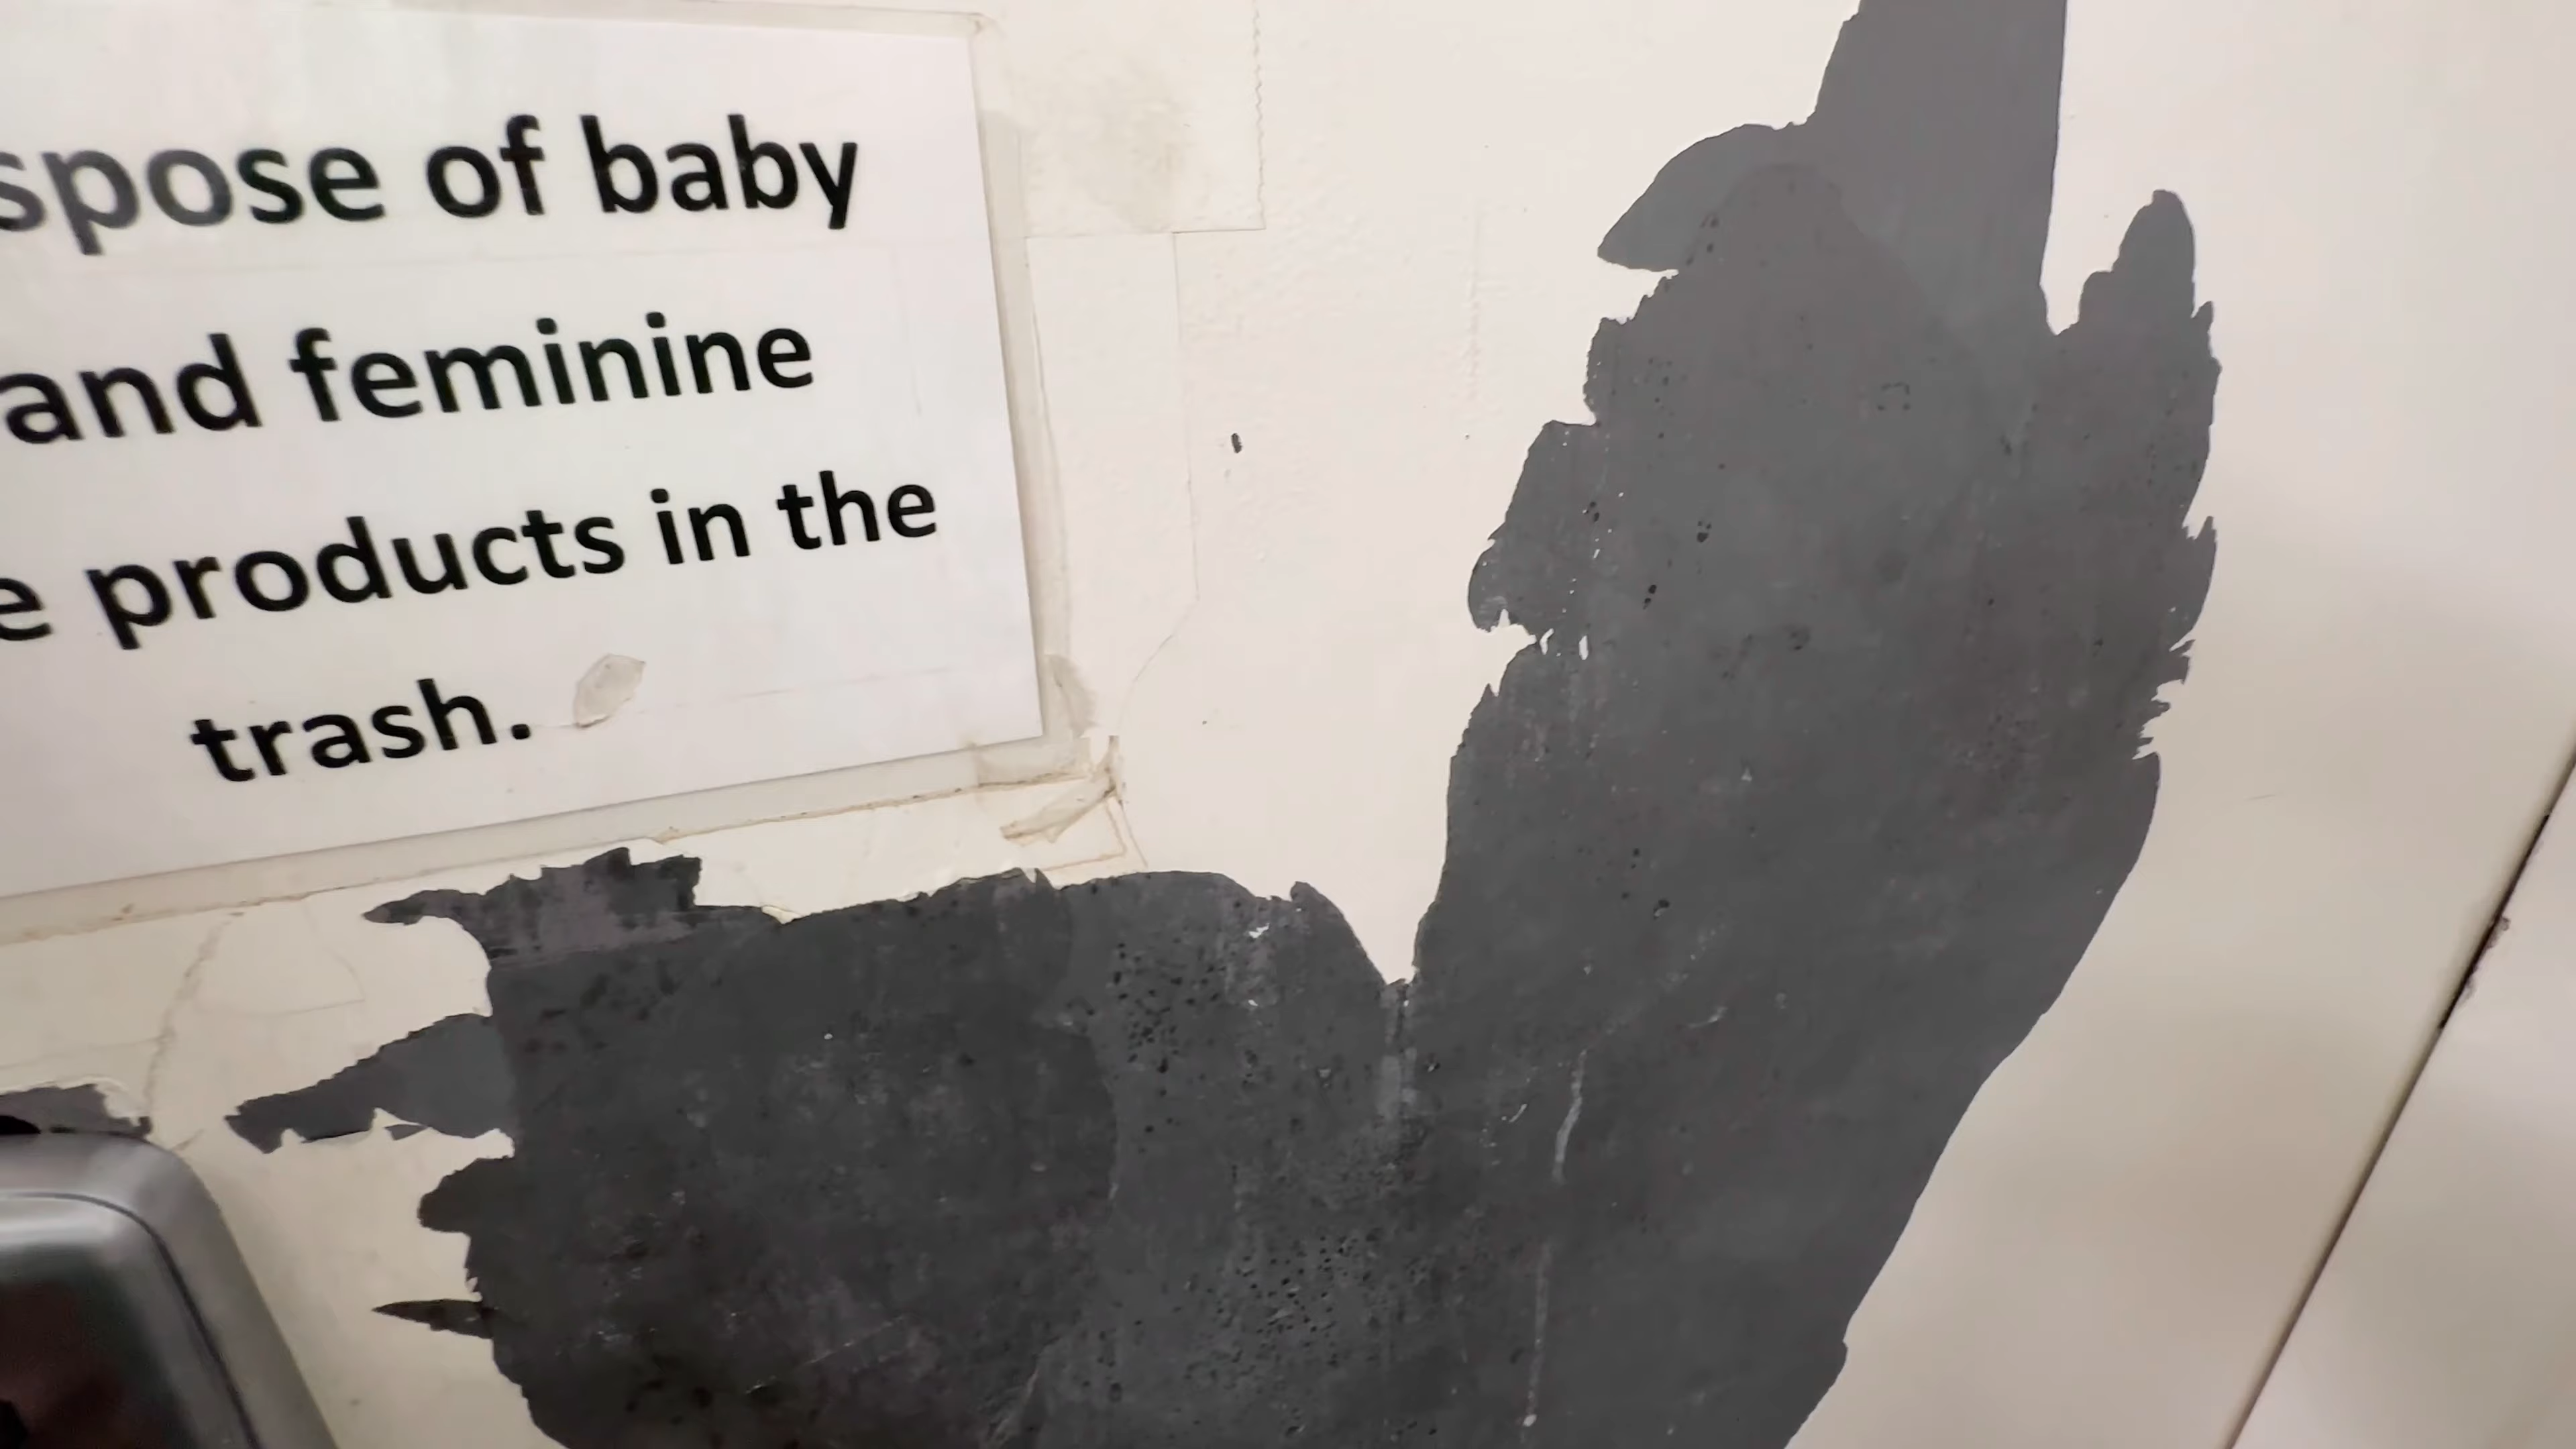 spose of baby
and feminine
e products in the
trash.